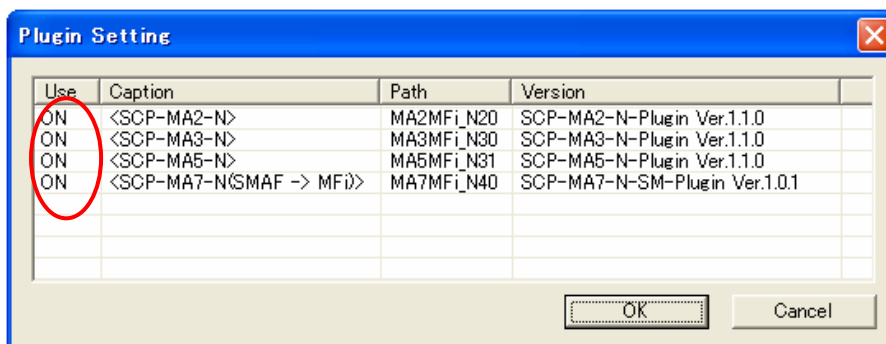 Plugin Setting
Use Caption Path Version
ON <SCP-MA2-N> MA2MFi_N20 SCP-MA2-N-Plugin Ver.1.1.0
ON <SCP-MA3-N> MA3MFi_N30 SCP-MA3-N-Plugin Ver.1.1.0
ON <SCP-MA5-N> MA5MFi_N31 SCP-MA5-N-Plugin Ver.1.1.0
ON <SCP-MA7-N(SMAF -> MFi)> MA7MFi_N40 SCP-MA7-N-SM-Plugin Ver.1.0.1
OK Cancel